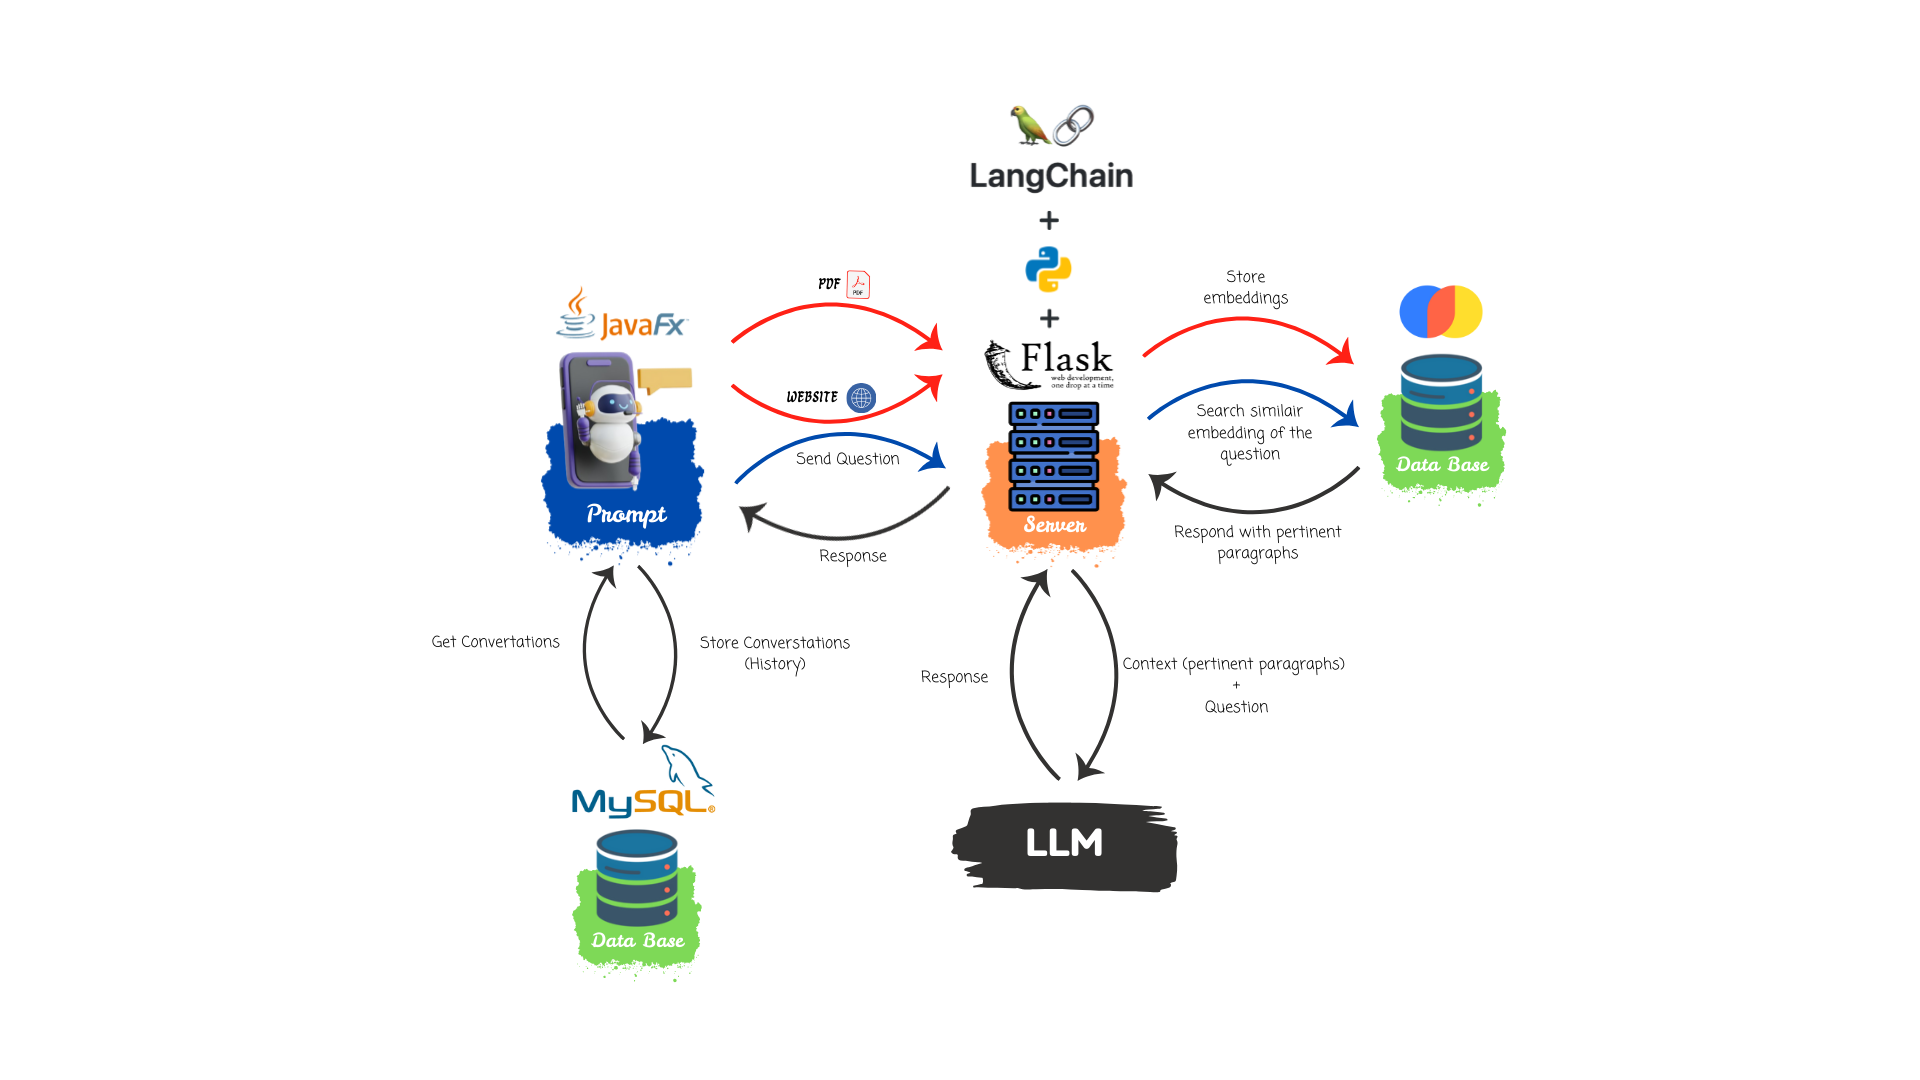 LangChain
+
+
PDF
PDF
JavaFx
Flask
web development,
one drop at a time
Store
embeddings
WEBSITE
Send Question
Search similair
embedding of the
question
Data Base
Prompt
Server
Response
Respond with pertinent
paragraphs
Get Convertations
Store Converstations
(History)
Response
Context (pertinent paragraphs)
+
Question
MySQL®
LLM
Data Base